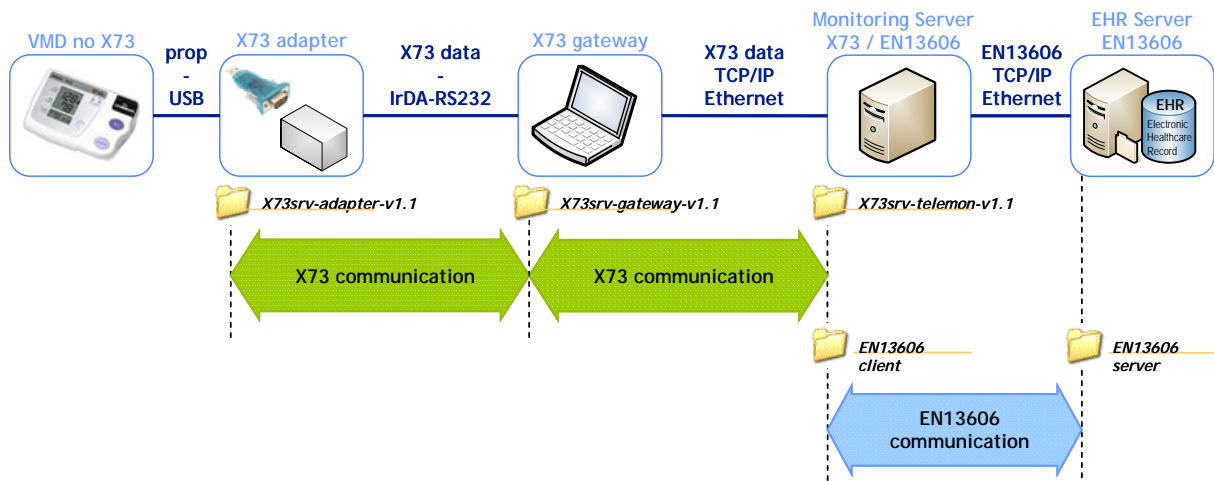 VMD no X73
prop
-
USB
X73 adapter
X73 data
-
IrDA-RS232
X73 gateway
X73 data
TCP/IP
Ethernet
Monitoring Server
X73 / EN13606
EN13606
TCP/IP
Ethernet
EHR Server
EN13606
EHR
Electronic
Healthcare
Record
X73srv-adapter-v1.1
X73srv-gateway-v1.1
X73srv-telemon-v1.1
X73 communication
X73 communication
EN13606
client
EN13606
server
EN13606
communication